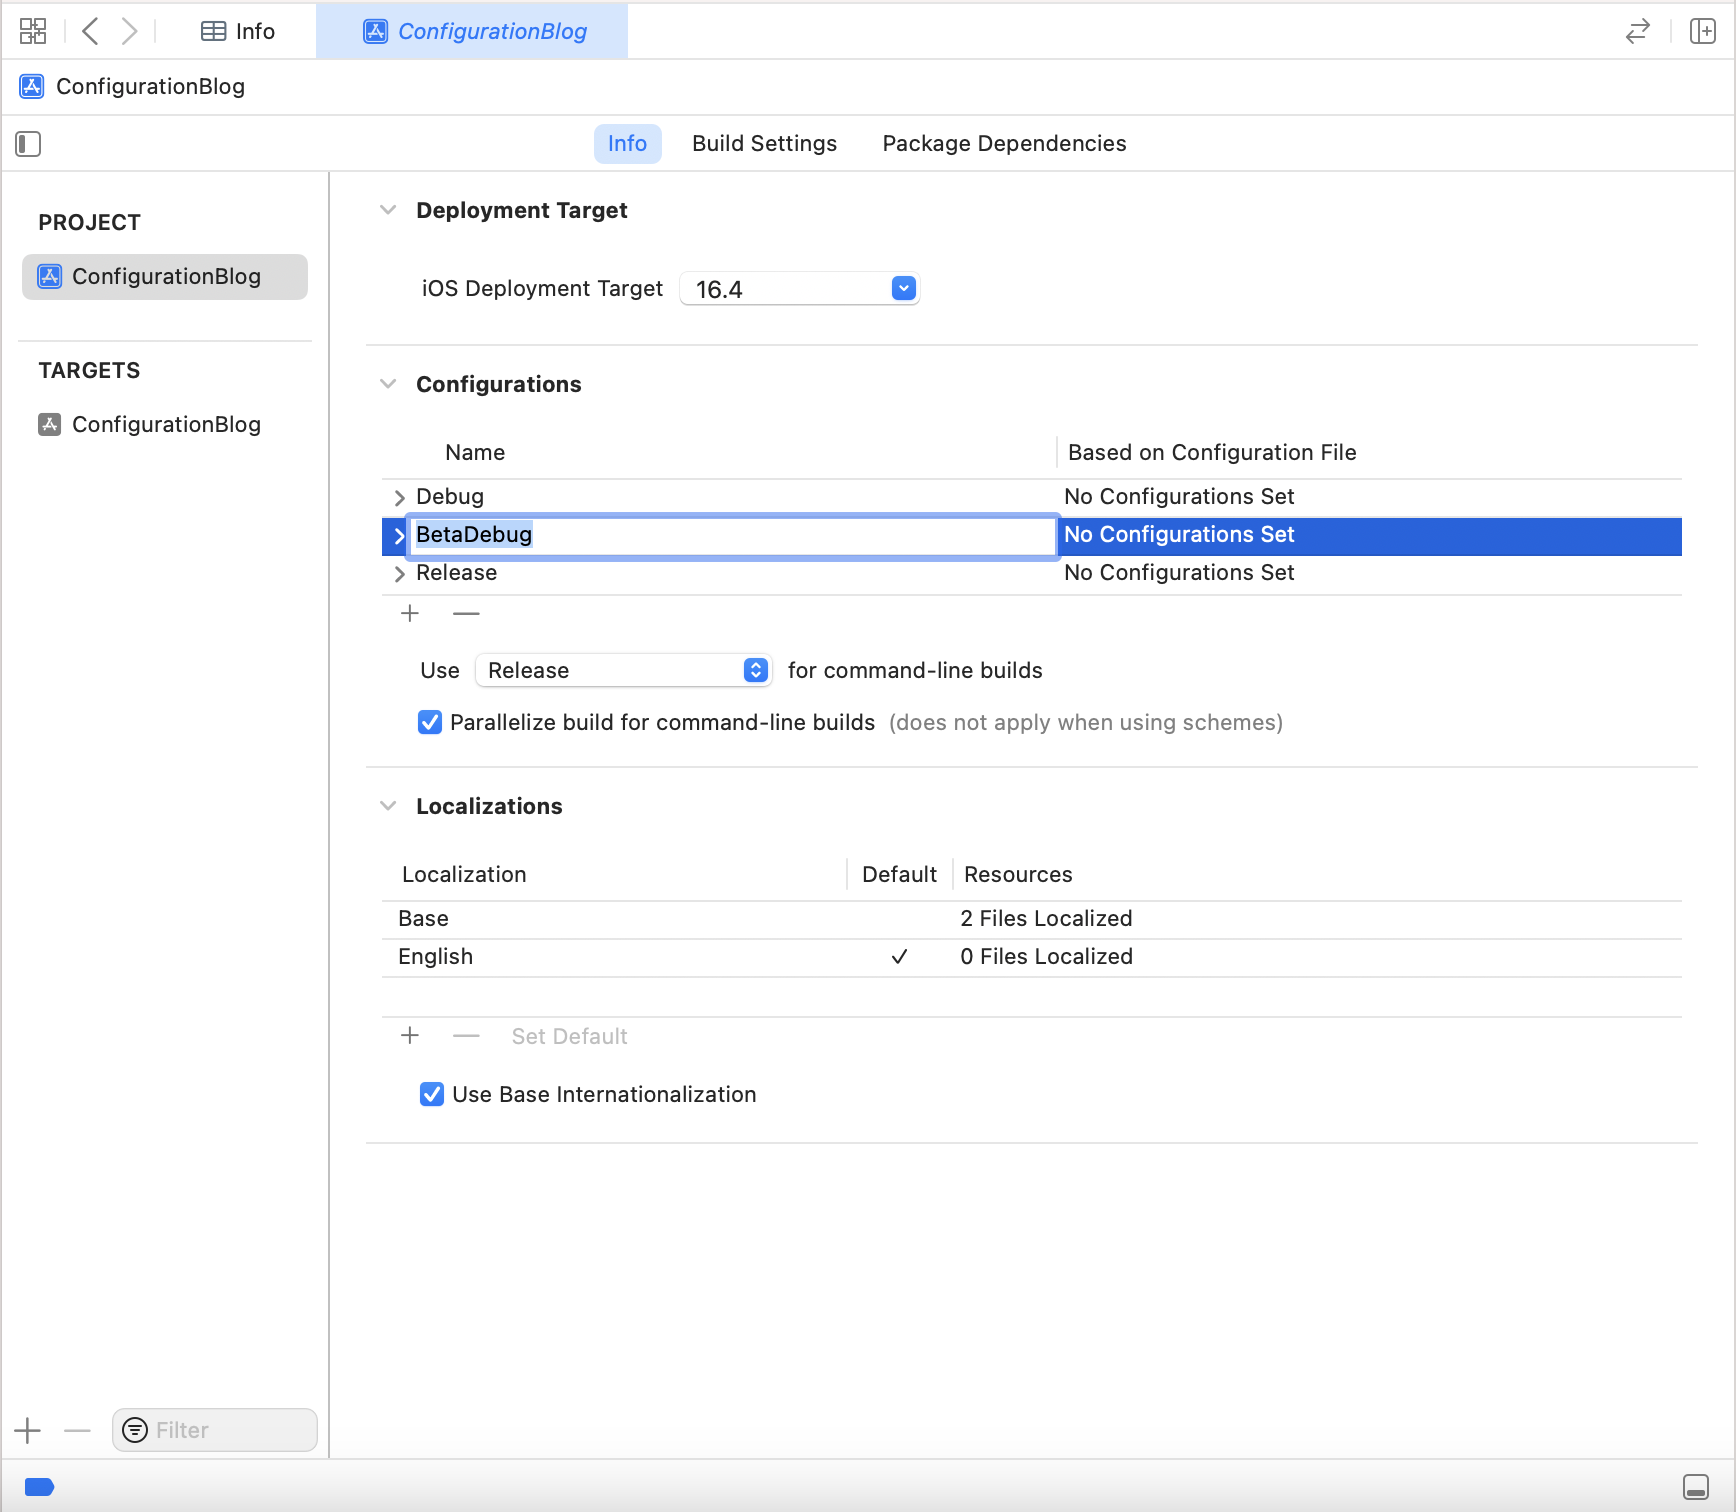 Info ConfigurationBlog
ConfigurationBlog
Info Build Settings Package Dependencies
PROJECT
ConfigurationBlog
TARGETS
ConfigurationBlog
Deployment Target
iOS Deployment Target 16.4
Configurations
Name Based on Configuration File
Debug No Configurations Set
BetaDebug No Configurations Set
Release No Configurations Set
Use Release for command-line builds
Parallelize build for command-line builds (does not apply when using schemes)
Localizations
Localization Default Resources
Base 2 Files Localized
English ✓ 0 Files Localized
Set Default
Use Base Internationalization
Filter